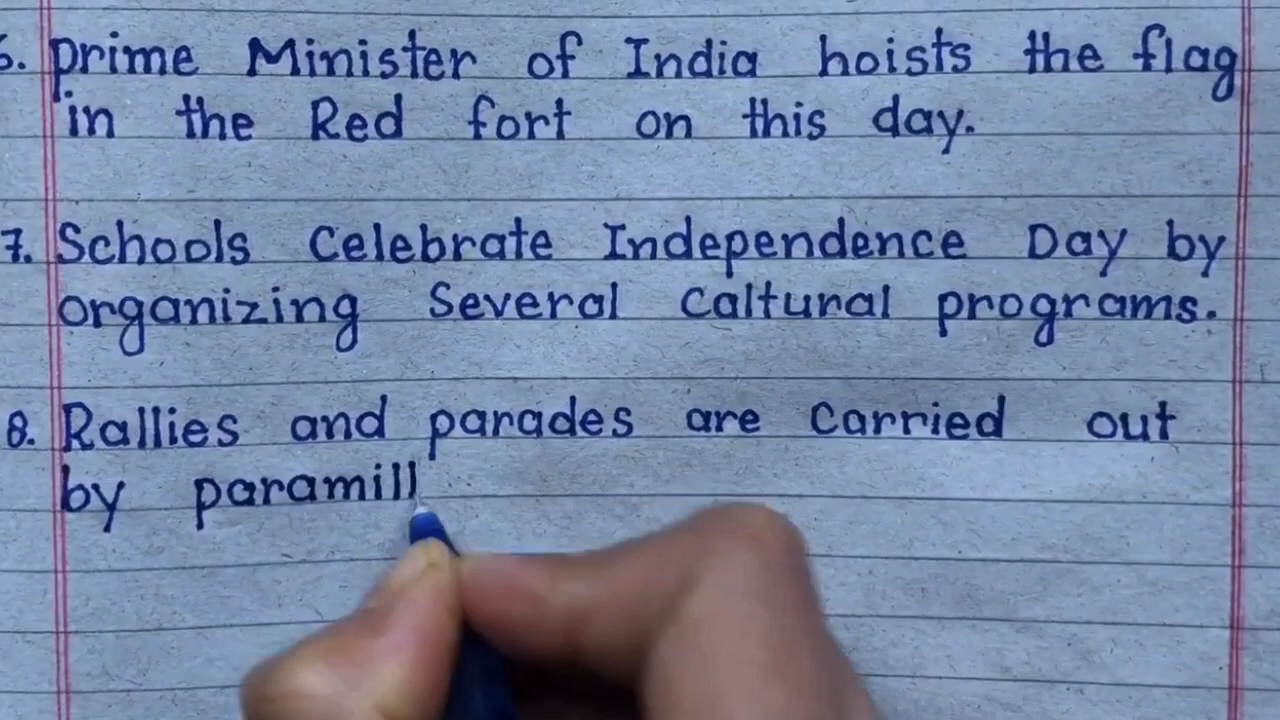 6. prime Minister of India hoists the flag
in the Red fort on this day.
7. Schools Celebrate Independence Day by
organizing Several Caltural programs.
8. Rallies and parades are Carried out
by paramill